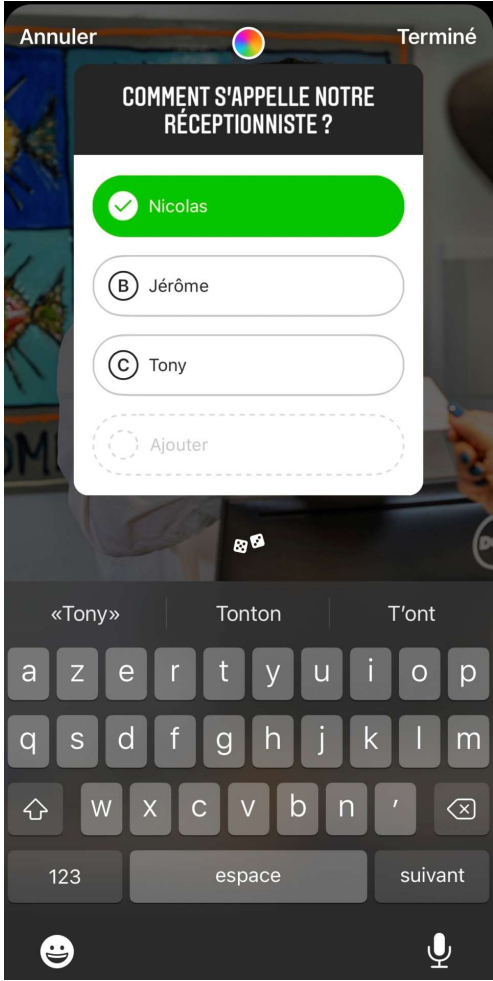 Annuler
Terminé
COMMENT S'APPELLE NOTRE
RÉCEPTIONNISTE ?
Nicolas
B Jérôme
C Tony
Ajouter
«Tony»
Tonton
T'ont
a z e r t y u i o p
q s d f g h j k l m
w x c v b n '
123
espace
suivant